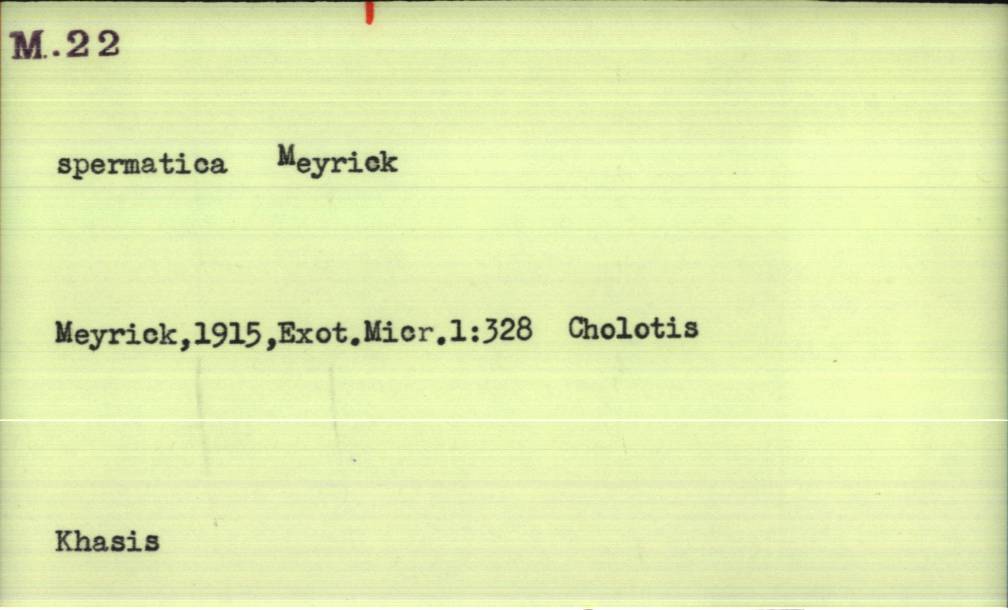 M.22
spermatica Meyrick
Meyrick,1915,Exot.Micr.1:328 Cholotis
Khasis